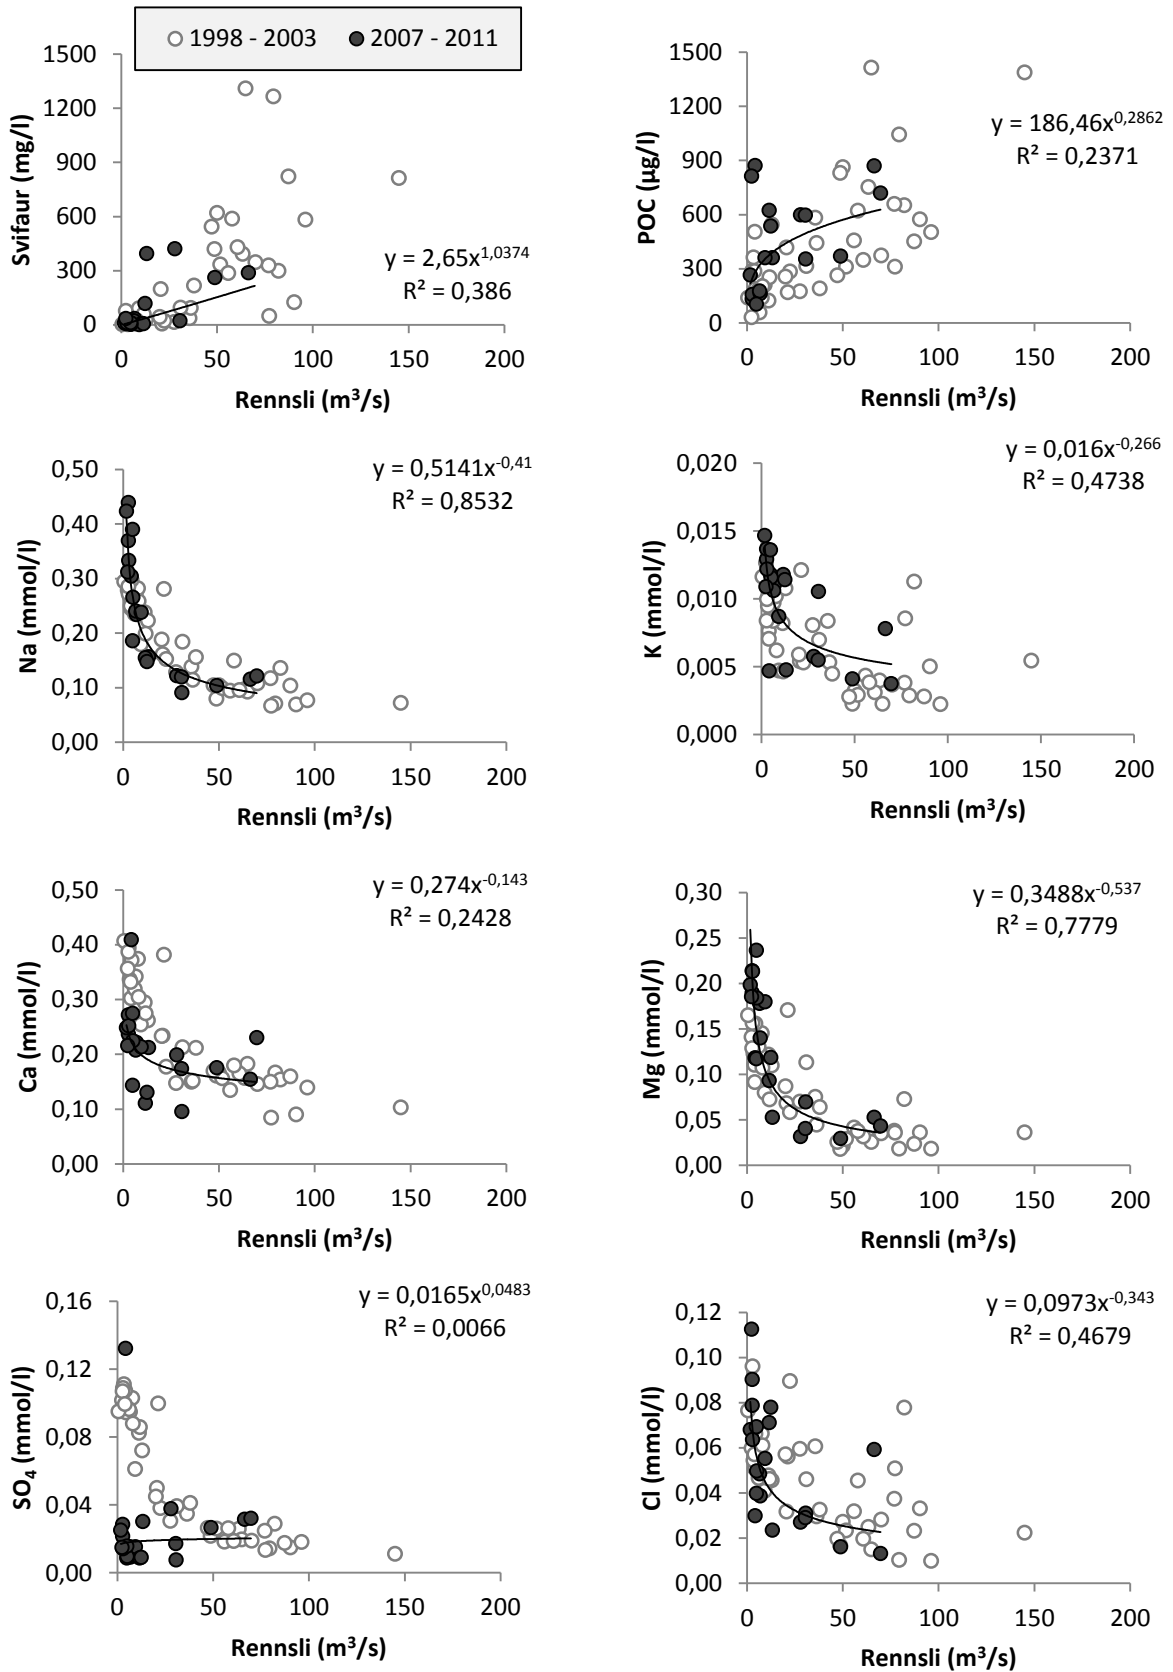 1998 - 2003 2007 - 2011
1500
1200
900
600
300
0
Svifaur (mg/l)
y = 2,65x^1,0374
R² = 0,386
0 50 100 150 200
Rennsli (m³/s)
1500
1200
900
600
300
0
POC (µg/l)
y = 186,46x^0,2862
R² = 0,2371
0 50 100 150 200
Rennsli (m³/s)
0,50
0,40
0,30
0,20
0,10
0,00
Na (mmol/l)
y = 0,5141x^-0,41
R² = 0,8532
0 50 100 150 200
Rennsli (m³/s)
0,020
0,015
0,010
0,005
0,000
K (mmol/l)
y = 0,016x^-0,266
R² = 0,4738
0 50 100 150 200
Rennsli (m³/s)
0,50
0,40
0,30
0,20
0,10
0,00
Ca (mmol/l)
y = 0,274x^-0,143
R² = 0,2428
0 50 100 150 200
Rennsli (m³/s)
0,30
0,25
0,20
0,15
0,10
0,05
0,00
Mg (mmol/l)
y = 0,3488x^-0,537
R² = 0,7779
0 50 100 150 200
Rennsli (m³/s)
0,16
0,12
0,08
0,04
0,00
SO₄ (mmol/l)
y = 0,0165x^0,0483
R² = 0,0066
0 50 100 150 200
Rennsli (m³/s)
0,12
0,10
0,08
0,06
0,04
0,02
0,00
Cl (mmol/l)
y = 0,0973x^-0,343
R² = 0,4679
0 50 100 150 200
Rennsli (m³/s)